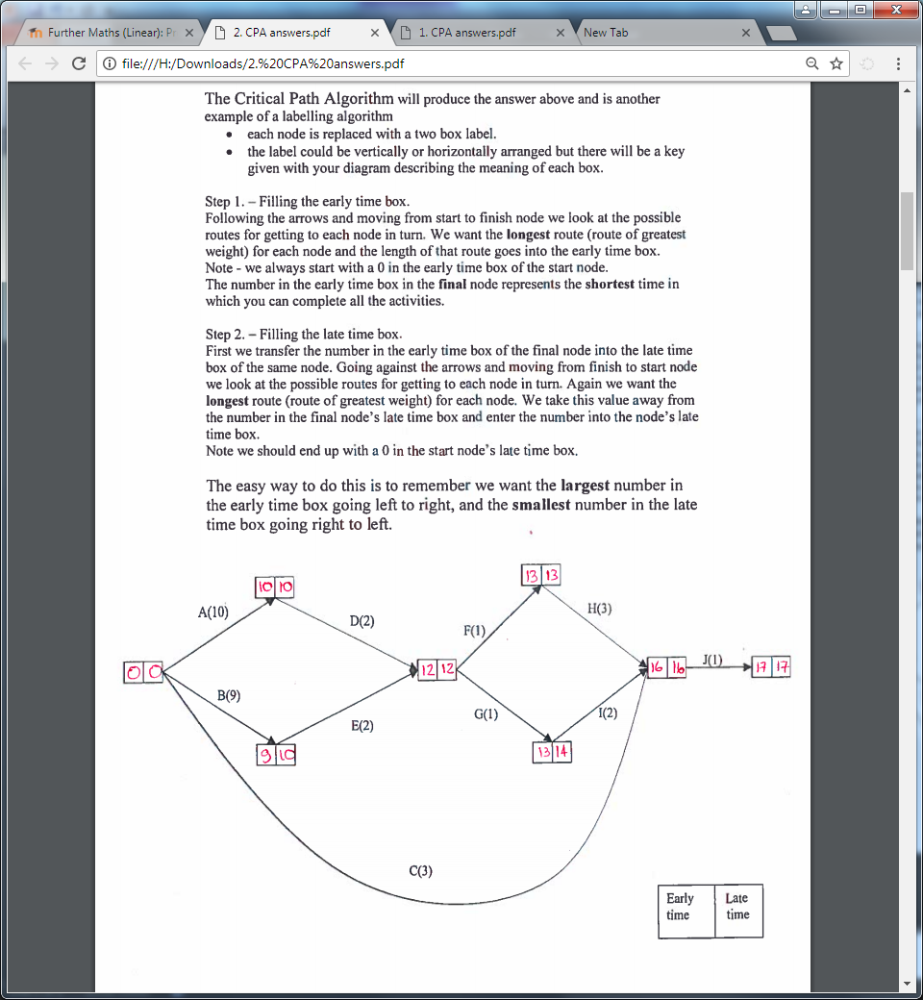 Further Maths (Linear): Pr
2. CPA answers.pdf
1. CPA answers.pdf
New Tab
file:///H:/Downloads/2.%20CPA%20answers.pdf
The Critical Path Algorithm will produce the answer above and is another
example of a labelling algorithm
• each node is replaced with a two box label.
• the label could be vertically or horizontally arranged but there will be a key
given with your diagram describing the meaning of each box.
Step 1. – Filling the early time box.
Following the arrows and moving from start to finish node we look at the possible
routes for getting to each node in turn. We want the longest route (route of greatest
weight) for each node and the length of that route goes into the early time box.
Note - we always start with a 0 in the early time box of the start node.
The number in the early time box in the final node represents the shortest time in
which you can complete all the activities.
Step 2. – Filling the late time box.
First we transfer the number in the early time box of the final node into the late time
box of the same node. Going against the arrows and moving from finish to start node
we look at the possible routes for getting to each node in turn. Again we want the
longest route (route of greatest weight) for each node. We take this value away from
the number in the final node's late time box and enter the number into the node's late
time box.
Note we should end up with a 0 in the start node's late time box.
The easy way to do this is to remember we want the largest number in
the early time box going left to right, and the smallest number in the late
time box going right to left.
13 13
10 10
A(10)
H(3)
D(2)
F(1)
0 0
12 12
16 16
J(1)
17 17
B(9)
G(1)
I(2)
E(2)
9 10
13 14
C(3)
Early time
Late time